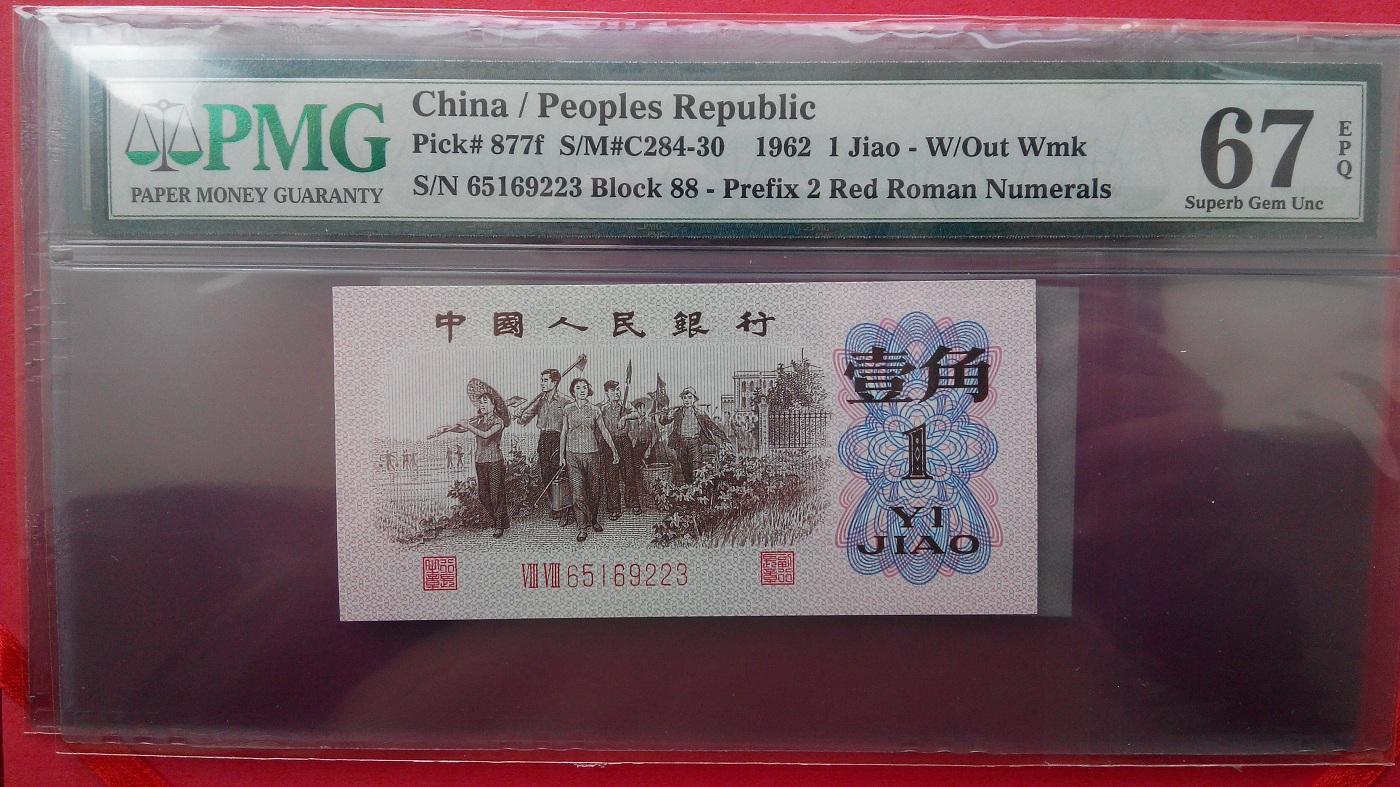 PMG
PAPER MONEY GUARANTY
China / Peoples Republic
Pick# 877f S/M#C284-30 1962 1 Jiao - W/Out Wmk
S/N 65169223 Block 88 - Prefix 2 Red Roman Numerals
67
EPQ
Superb Gem Unc
中國人民銀行
壹角
1
YI
JIAO
VIII VIII 65169223